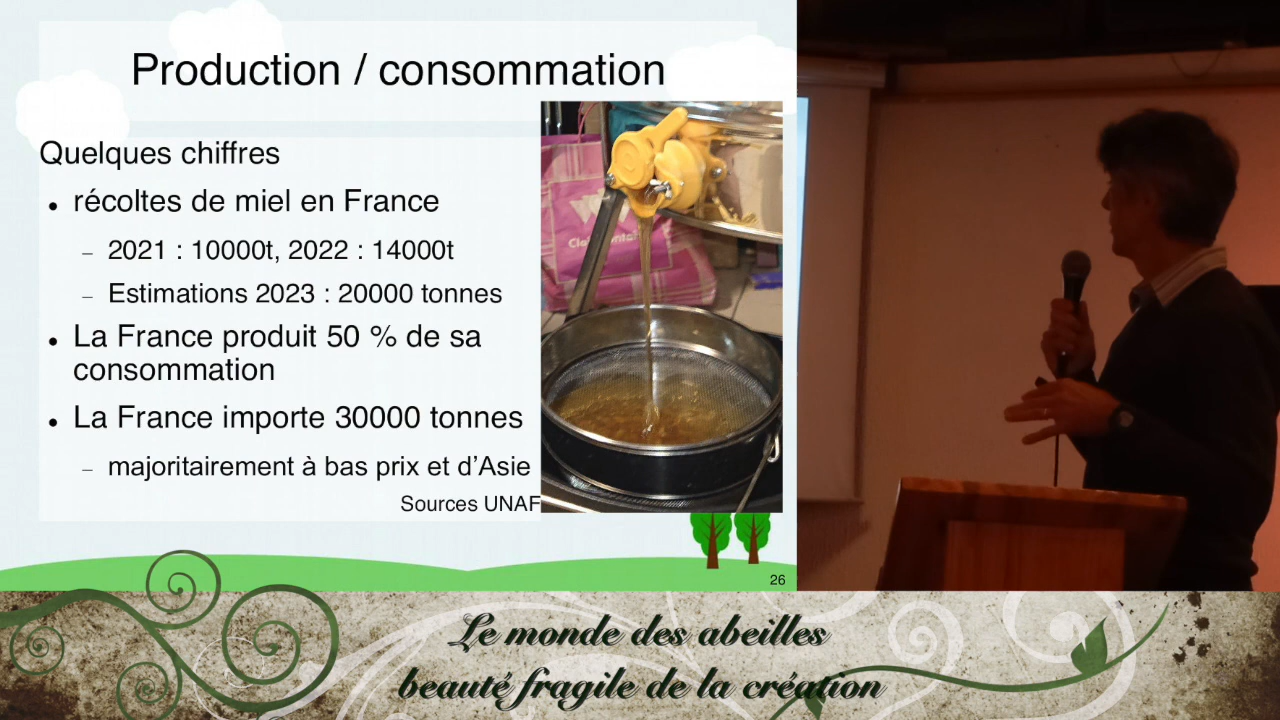 Production / consommation
Quelques chiffres
• récoltes de miel en France
– 2021 : 10000t, 2022 : 14000t
– Estimations 2023 : 20000 tonnes
• La France produit 50 % de sa
consommation
• La France importe 30000 tonnes
– majoritairement à bas prix et d’Asie
Sources UNAF
26
Le monde des abeilles
beauté fragile de la création